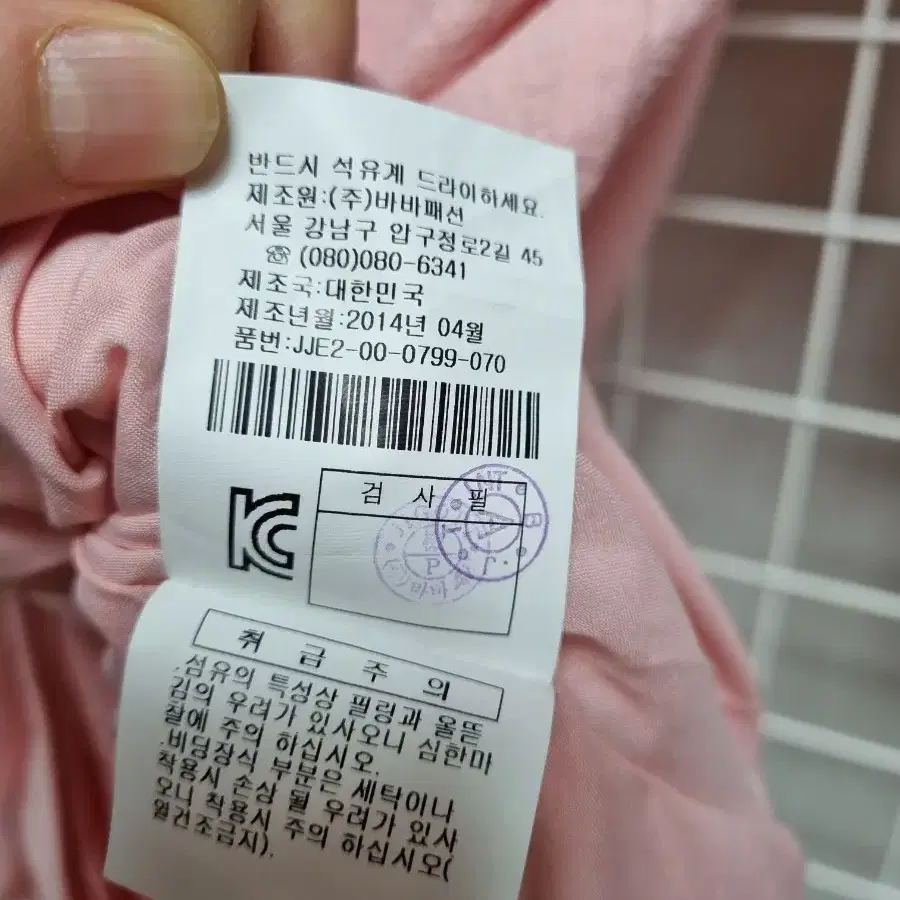 반드시 석유계 드라이하세요.
제조원:(주)바바패션
서울 강남구 압구정로2길 45
☎ (080)080-6341
제조국:대한민국
제조년월:2014년 04월
품번:JJE2-00-0799-070
KC
검 사 필
취 급 주 의
.섬유의 특성상 필링과 올뜯
김의 우려가 있사오니 심한마
찰에 주의 하십시오.
.비딩장식 부분은 세탁이나
착용시 손상 될 우려가 있사
오니 착용시 주의 하십시오(
열건조금지).